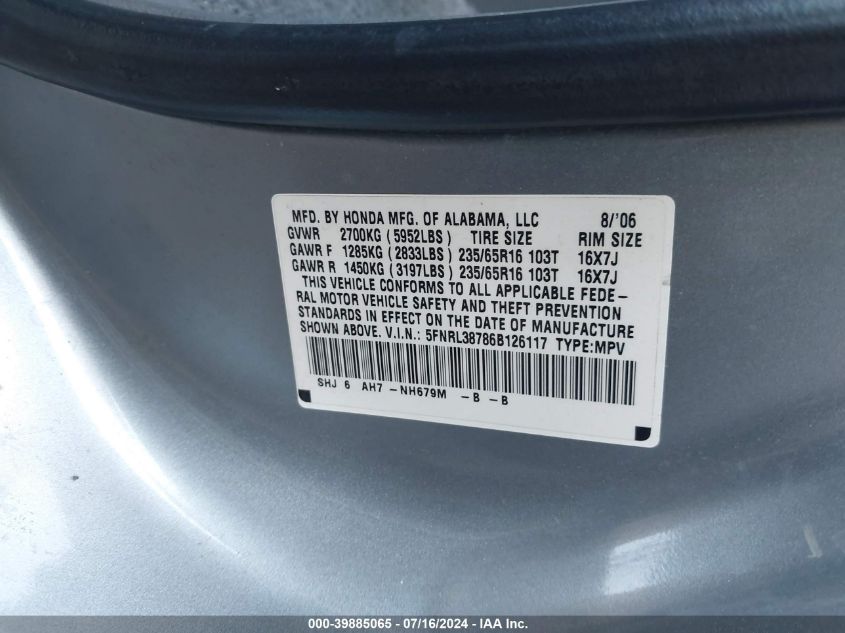 MFD. BY HONDA MFG. OF ALABAMA, LLC 8/'06
GVWR 2700KG (5952LBS) TIRE SIZE RIM SIZE
GAWR F 1285KG (2833LBS) 235/65R16 103T 16X7J
GAWR R 1450KG (3197LBS) 235/65R16 103T 16X7J
THIS VEHICLE CONFORMS TO ALL APPLICABLE FEDE-
RAL MOTOR VEHICLE SAFETY AND THEFT PREVENTION
STANDARDS IN EFFECT ON THE DATE OF MANUFACTURE
SHOWN ABOVE. V.I.N.: 5FNRL38786B126117 TYPE:MPV
SHJ 6 AH7 -NH679M -B -B
000-39885065 - 07/16/2024 - IAA Inc.